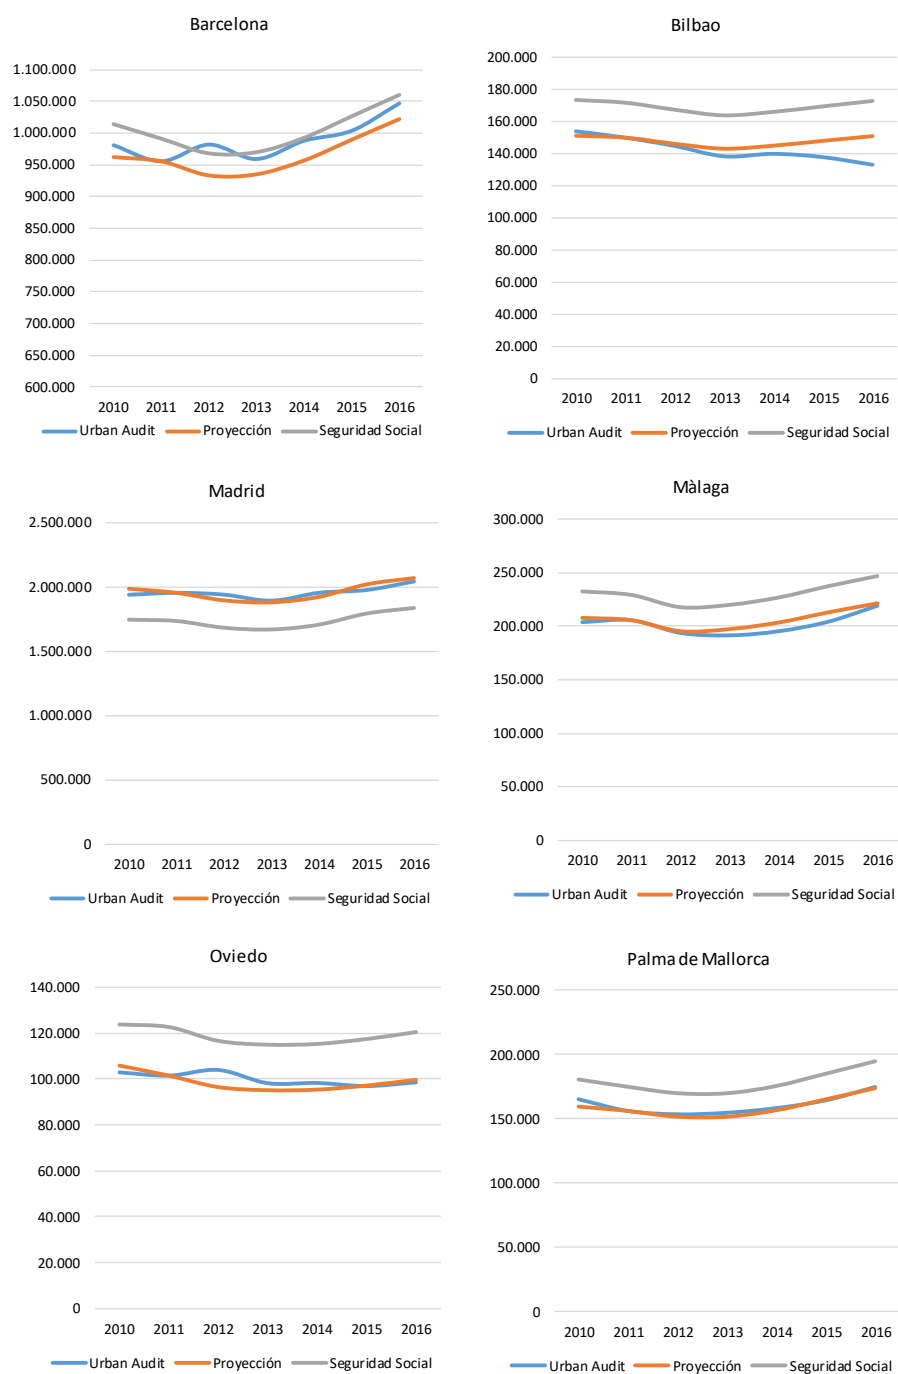 Barcelona
1.100.000
1.050.000
1.000.000
950.000
900.000
850.000
800.000
750.000
700.000
650.000
600.000
2010 2011 2012 2013 2014 2015 2016
Urban Audit Proyección Seguridad Social
Bilbao
200.000
180.000
160.000
140.000
120.000
100.000
80.000
60.000
40.000
20.000
0
2010 2011 2012 2013 2014 2015 2016
Urban Audit Proyección Seguridad Social
Madrid
2.500.000
2.000.000
1.500.000
1.000.000
500.000
0
2010 2011 2012 2013 2014 2015 2016
Urban Audit Proyección Seguridad Social
Màlaga
300.000
250.000
200.000
150.000
100.000
50.000
0
2010 2011 2012 2013 2014 2015 2016
Urban Audit Proyección Seguridad Social
Oviedo
140.000
120.000
100.000
80.000
60.000
40.000
20.000
0
2010 2011 2012 2013 2014 2015 2016
Urban Audit Proyección Seguridad Social
Palma de Mallorca
250.000
200.000
150.000
100.000
50.000
0
2010 2011 2012 2013 2014 2015 2016
Urban Audit Proyección Seguridad Social